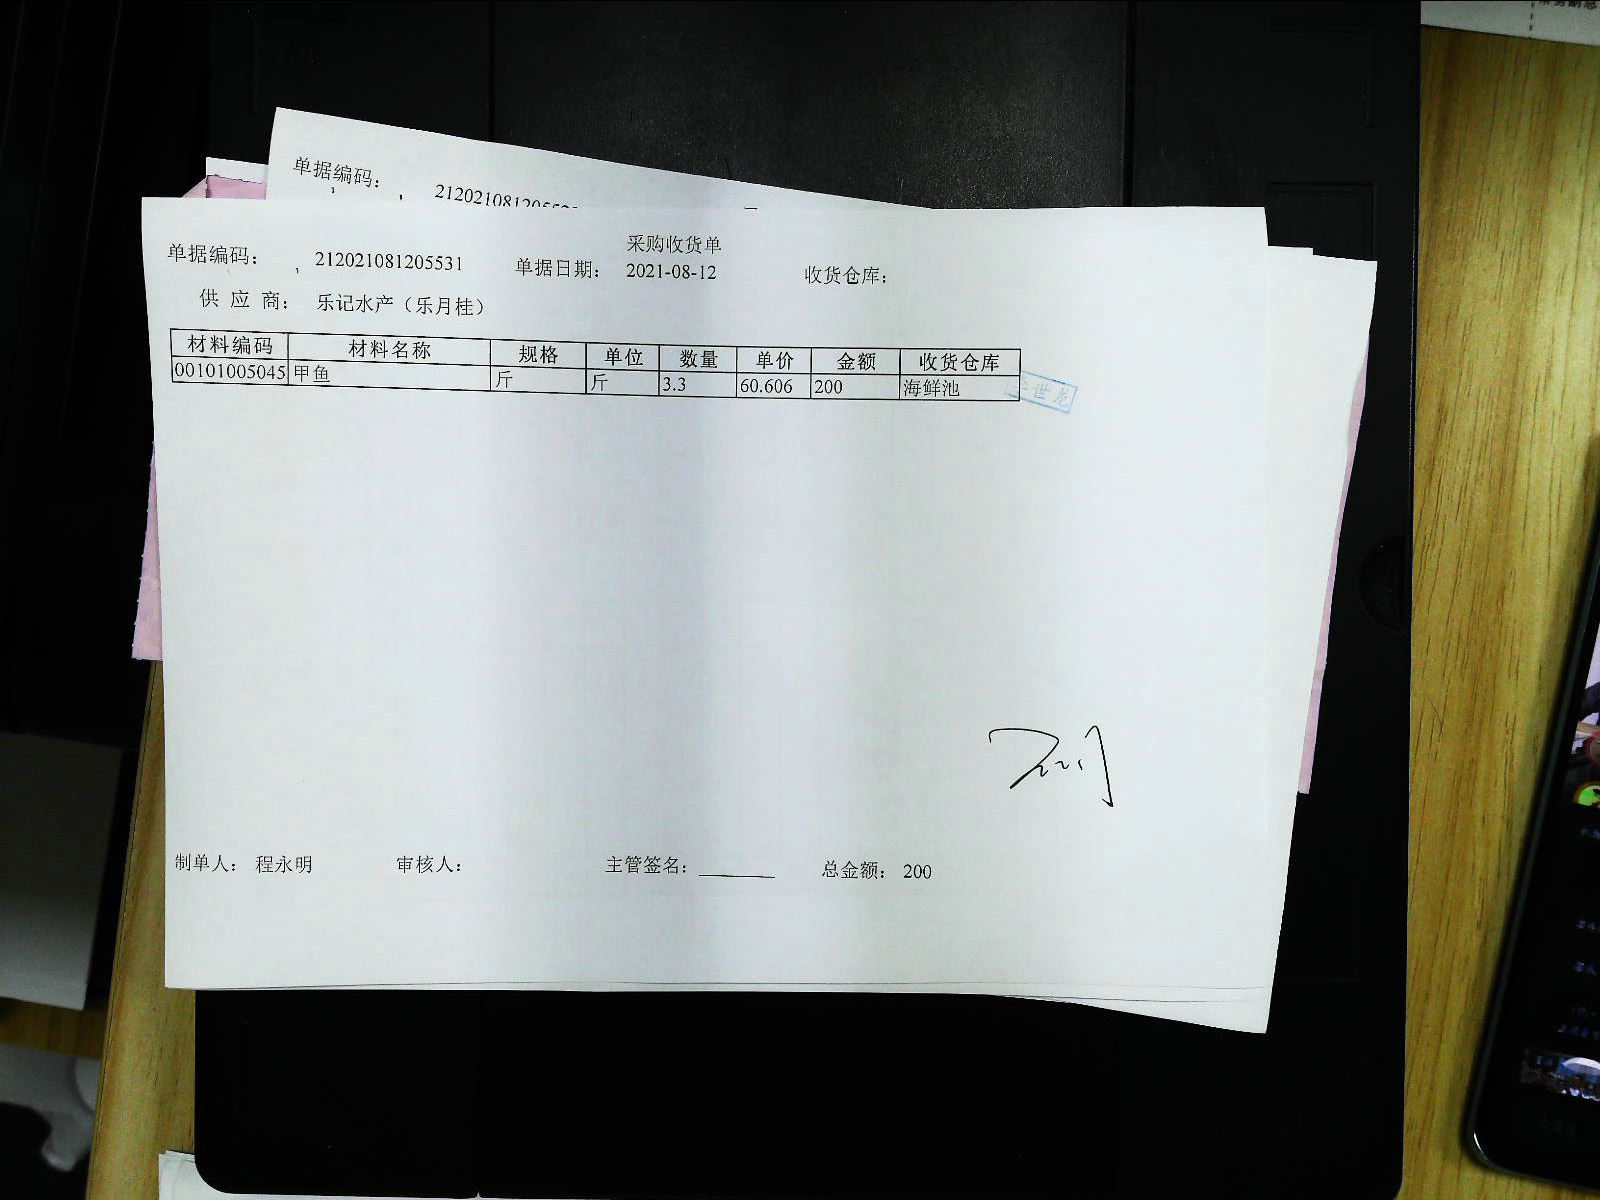 单据编码：
采购收货单
单据编码： 212021081205531 单据日期： 2021-08-12 收货仓库：
供 应 商： 乐记水产（乐月桂）
材料编码 材料名称 规格 单位 数量 单价 金额 收货仓库
00101005045 甲鱼 斤 斤 3.3 60.606 200 海鲜池
世龙
制单人： 程永明 审核人： 主管签名： 总金额： 200